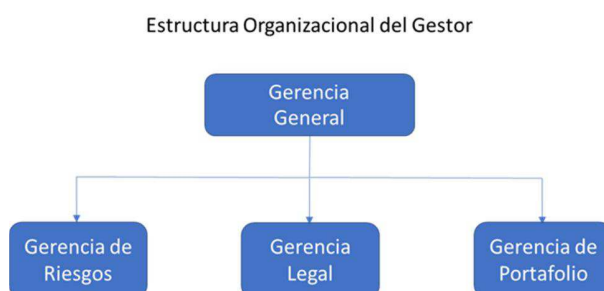 Estructura Organizacional del Gestor
Gerencia
General
Gerencia de
Riesgos
Gerencia
Legal
Gerencia de
Portafolio